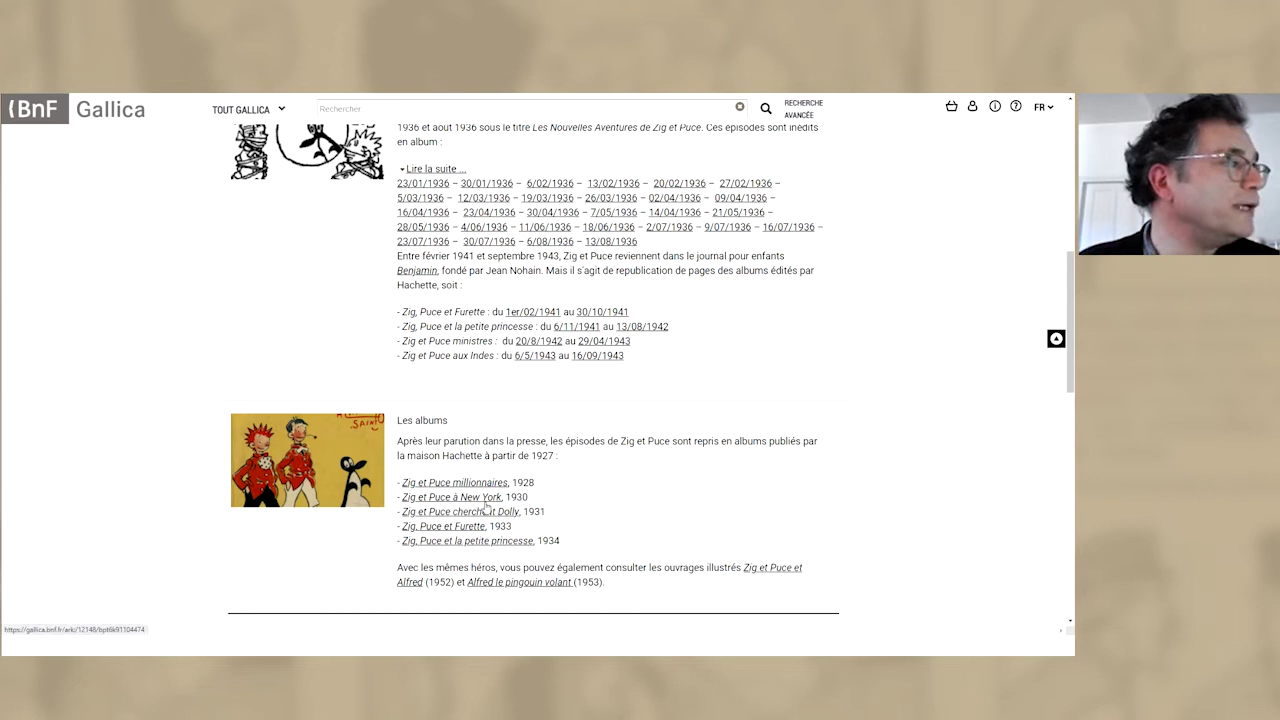 BnF Gallica
TOUT GALLICA
Rechercher
RECHERCHE
AVANCÉE
FR
1936 et août 1936 sous le titre Les Nouvelles Aventures de Zig et Puce. Ces épisodes sont inédits
en album :
Lire la suite ...
23/01/1936 – 30/01/1936 – 6/02/1936 – 13/02/1936 – 20/02/1936 – 27/02/1936 –
5/03/1936 – 12/03/1936 – 19/03/1936 – 26/03/1936 – 02/04/1936 – 09/04/1936 –
16/04/1936 – 23/04/1936 – 30/04/1936 – 7/05/1936 – 14/04/1936 – 21/05/1936 –
28/05/1936 – 4/06/1936 – 11/06/1936 – 18/06/1936 – 2/07/1936 – 9/07/1936 – 16/07/1936 –
23/07/1936 – 30/07/1936 – 6/08/1936 – 13/08/1936
Entre février 1941 et septembre 1943, Zig et Puce reviennent dans le journal pour enfants
Benjamin, fondé par Jean Nohain. Mais il s'agit de republication de pages des albums édités par
Hachette, soit :
- Zig, Puce et Furette : du 1er/02/1941 au 30/10/1941
- Zig, Puce et la petite princesse : du 6/11/1941 au 13/08/1942
- Zig et Puce ministres : du 20/8/1942 au 29/04/1943
- Zig et Puce aux Indes : du 6/5/1943 au 16/09/1943
SAINT
Les albums
Après leur parution dans la presse, les épisodes de Zig et Puce sont repris en albums publiés par
la maison Hachette à partir de 1927 :
- Zig et Puce millionnaires, 1928
- Zig et Puce à New York, 1930
- Zig et Puce cherchent Dolly, 1931
- Zig, Puce et Furette, 1933
- Zig, Puce et la petite princesse, 1934
Avec les mêmes héros, vous pouvez également consulter les ouvrages illustrés Zig et Puce et
Alfred (1952) et Alfred le pingouin volant (1953).
https://gallica.bnf.fr/ark:/12148/bpt6k91104474